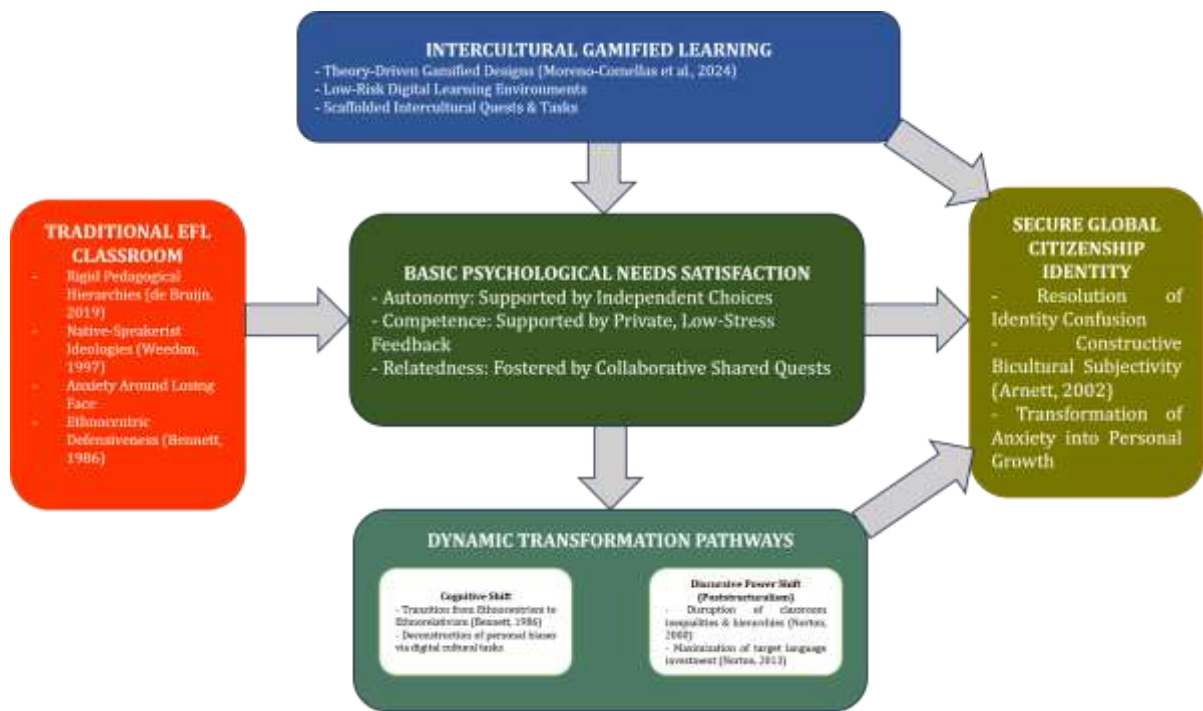 INTERCULTURAL GAMIFIED LEARNING
- Theory-Driven Gamified Designs (Moreno-Comellas et al., 2024)
- Low-Risk Digital Learning Environments
- Scaffolded Intercultural Quests & Tasks
TRADITIONAL EFL
CLASSROOM
- Rigid Pedagogical
Hierarchies (de Bruijn,
2019)
- Native-Speakerist
Ideologies (Weedon,
1997)
- Anxiety Around Losing
Face
- Ethnocentric
Defensiveness (Bennett,
1986)
BASIC PSYCHOLOGICAL NEEDS SATISFACTION
- Autonomy: Supported by Independent Choices
- Competence: Supported by Private, Low-Stress
Feedback
- Relatedness: Fostered by Collaborative Shared Quests
SECURE GLOBAL
CITIZENSHIP
IDENTITY
- Resolution of
Identity Confusion
- Constructive
Bicultural Subjectivity
(Arnett, 2002)
- Transformation of
Anxiety into Personal
Growth
DYNAMIC TRANSFORMATION PATHWAYS
Cognitive Shift
- Transition from Ethnocentrism to
Ethnorelativism (Bennett, 1986)
- Deconstruction of personal biases
via digital cultural tasks
Discursive Power Shift
(Poststructuralism)
- Disruption of classroom
inequalities & hierarchies (Norton,
2000)
- Maximization of target language
investment (Norton, 2013)